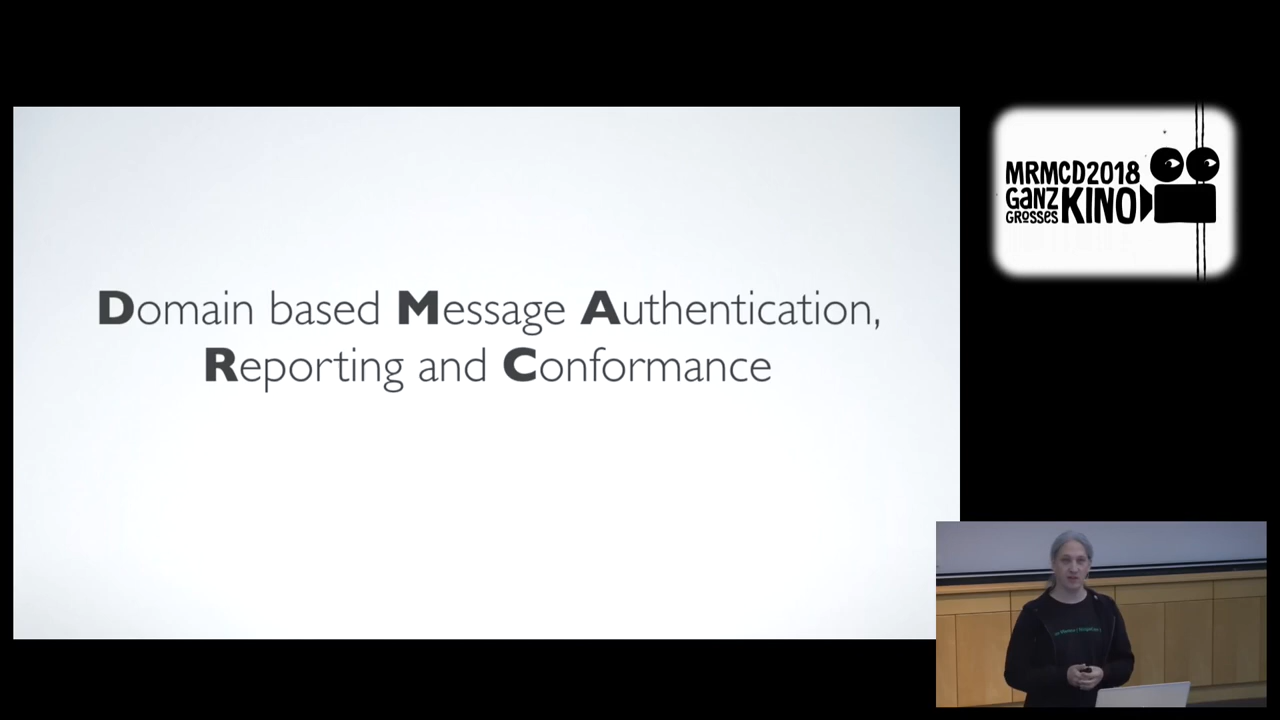 Domain based Message Authentication,
Reporting and Conformance
MRMCD2018
GANZ
GROSSES
KINO